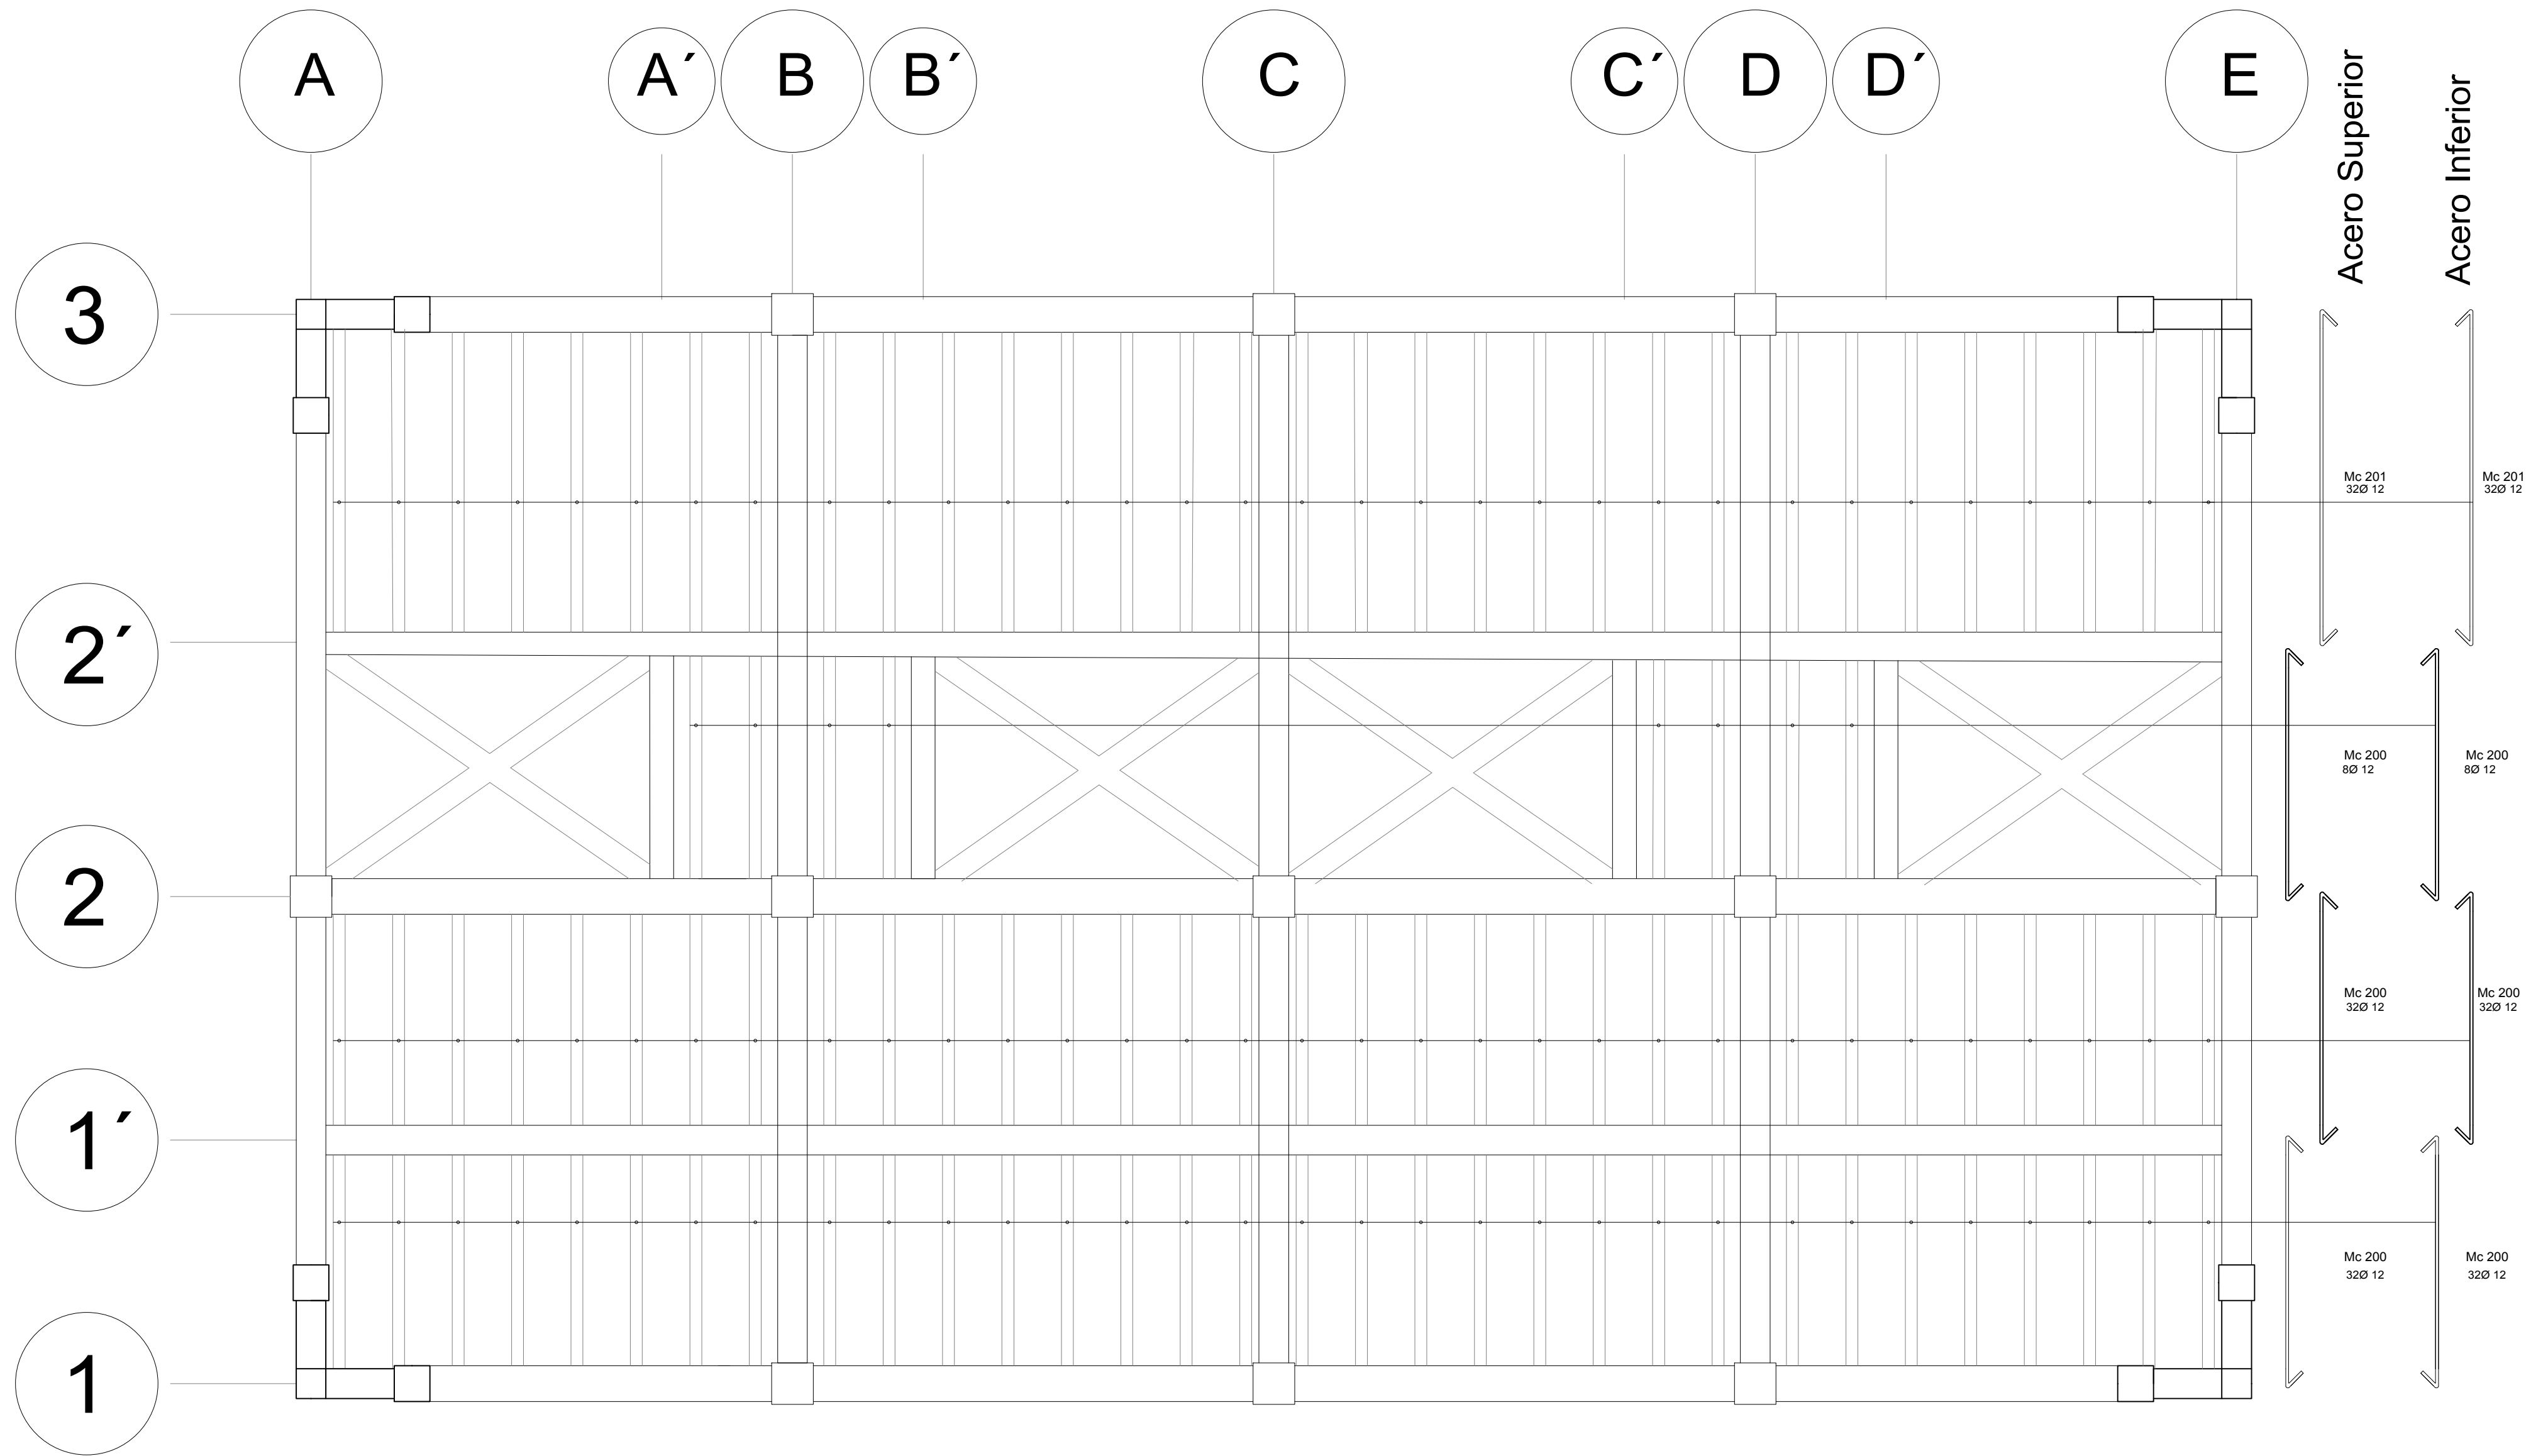 A
A´
B
B´
C
C´
D
D´
E
Acero Superior
Acero Inferior
3
2´
2
1´
1
Mc 201
32Ø 12
Mc 201
32Ø 12
Mc 200
8Ø 12
Mc 200
8Ø 12
Mc 200
32Ø 12
Mc 200
32Ø 12
Mc 200
32Ø 12
Mc 200
32Ø 12